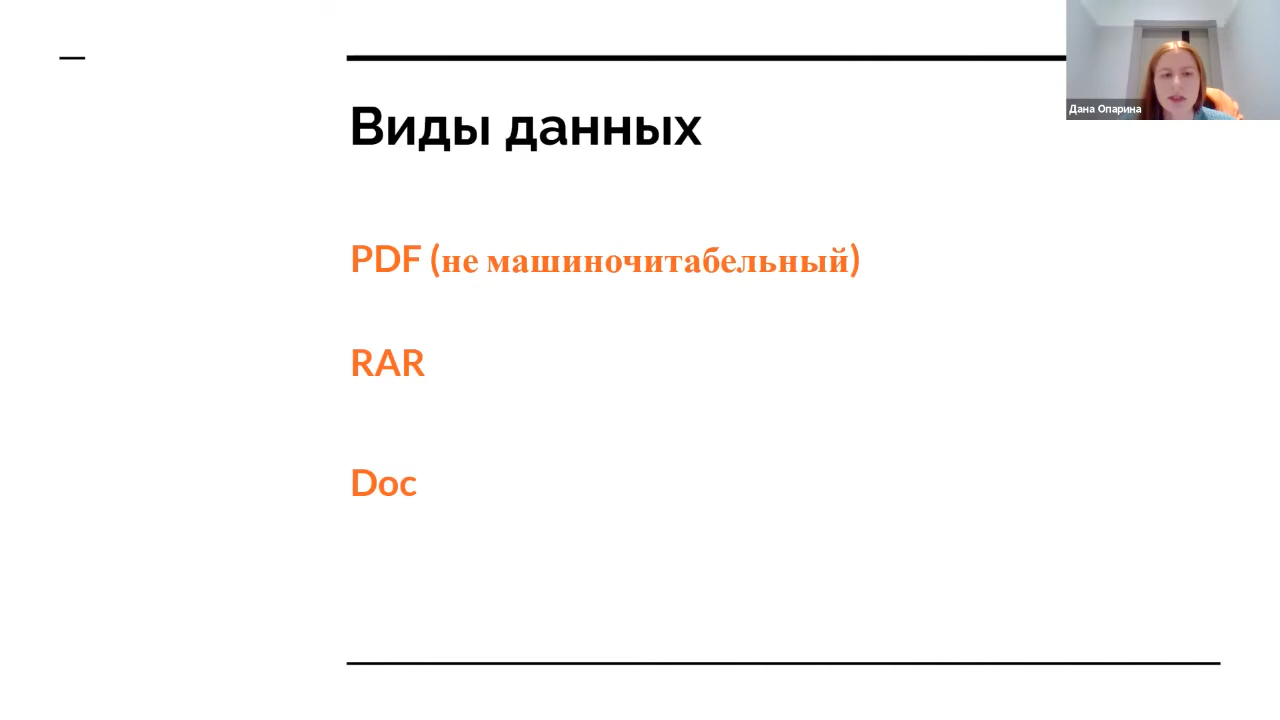 Виды данных
PDF (не машиночитабельный)
RAR
Doc
Дана Опарина